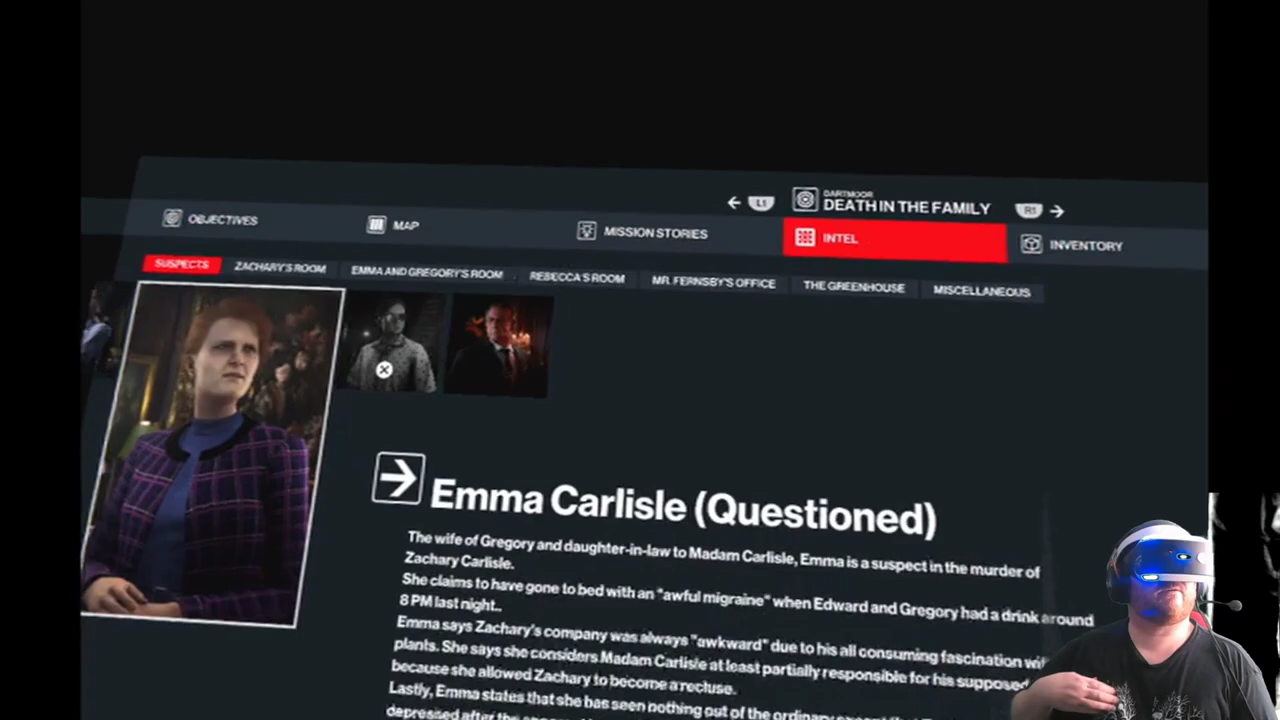 L1
DARTMOOR
DEATH IN THE FAMILY
R1
OBJECTIVES
MAP
MISSION STORIES
INTEL
INVENTORY
SUSPECTS
ZACHARY'S ROOM
EMMA AND GREGORY'S ROOM
REBECCA'S ROOM
MR. FERNSBY'S OFFICE
THE GREENHOUSE
MISCELLANEOUS
Emma Carlisle (Questioned)
The wife of Gregory and daughter-in-law to Madam Carlisle, Emma is a suspect in the murder of
Zachary Carlisle.
She claims to have gone to bed with an "awful migraine" when Edward and Gregory had a drink around
8 PM last night..
Emma says Zachary's company was always "awkward" due to his all consuming fascination
plants. She says she considers Madam Carlisle at least partially responsible for his supposed
because she allowed Zachary to become a recluse.
Lastly, Emma states that she has seen nothing out of the ordinary
depressed after the